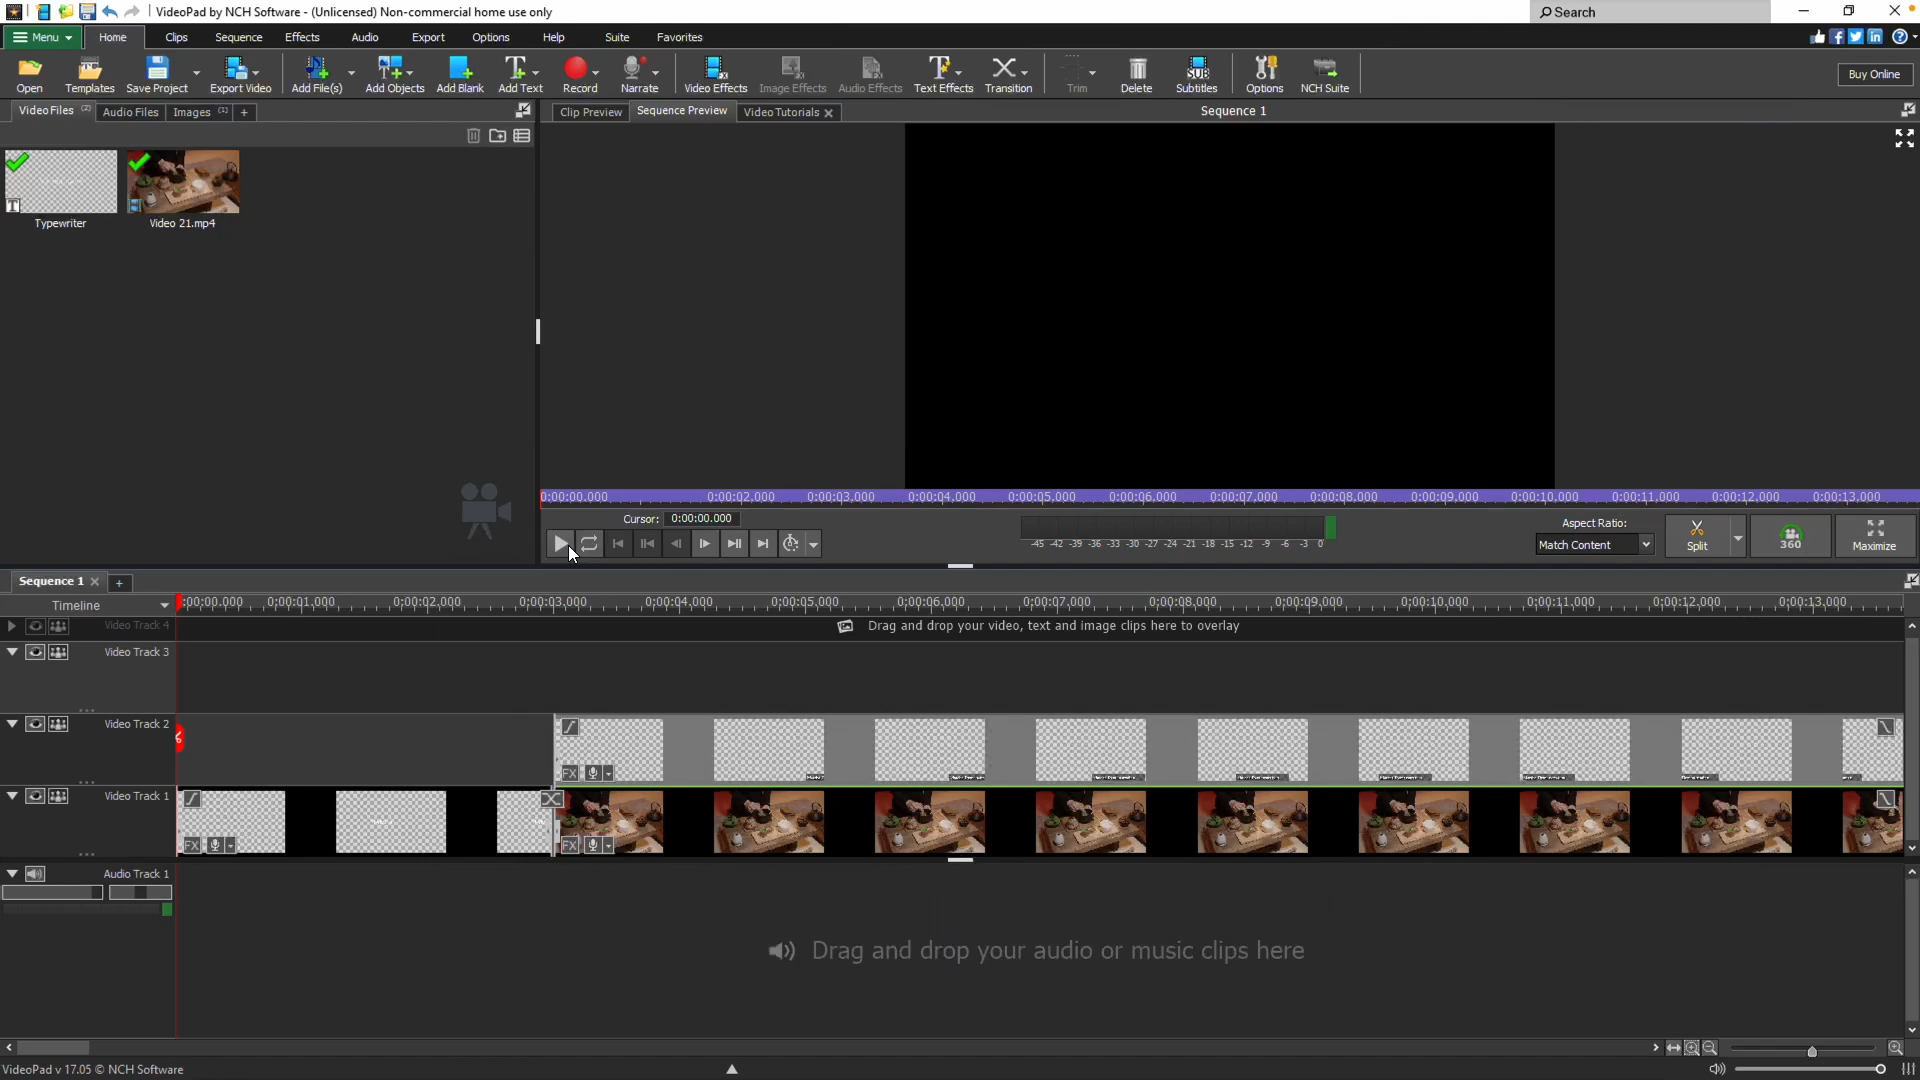 VideoPad by NCH Software - (Unlicensed) Non-commercial home use only
Search
Menu Home Clips Sequence Effects Audio Export Options Help Suite Favorites
Open Templates Save Project Export Video Add File(s) Add Objects Add Blank Add Text Record Narrate Video Effects Image Effects Audio Effects Text Effects Transition Trim Delete Subtitles Options NCH Suite Buy Online
Video Files (2) Audio Files Images (1) +
Clip Preview Sequence Preview Video Tutorials
Sequence 1
Typewriter
Video 21.mp4
0:00:00.000 0:00:02,000 0:00:03,000 0:00:04,000 0:00:05,000 0:00:06,000 0:00:07,000 0:00:08,000 0:00:09,000 0:00:10,000 0:00:11,000 0:00:12,000 0:00:13,000
Cursor: 0:00:00.000
-45 -42 -39 -36 -33 -30 -27 -24 -21 -18 -15 -12 -9 -6 -3 0
Aspect Ratio:
Match Content
Split
360
Maximize
Sequence 1
Timeline
:00:00.000 0:00:01,000 0:00:02,000 0:00:03,000 0:00:04,000 0:00:05,000 0:00:06,000 0:00:07,000 0:00:08,000 0:00:09,000 0:00:10,000 0:00:11,000 0:00:12,000 0:00:13,000
Video Track 4
Drag and drop your video, text and image clips here to overlay
Video Track 3
Video Track 2
FX
Video Track 1
FX
FX
Audio Track 1
Drag and drop your audio or music clips here
VideoPad v 17.05 © NCH Software